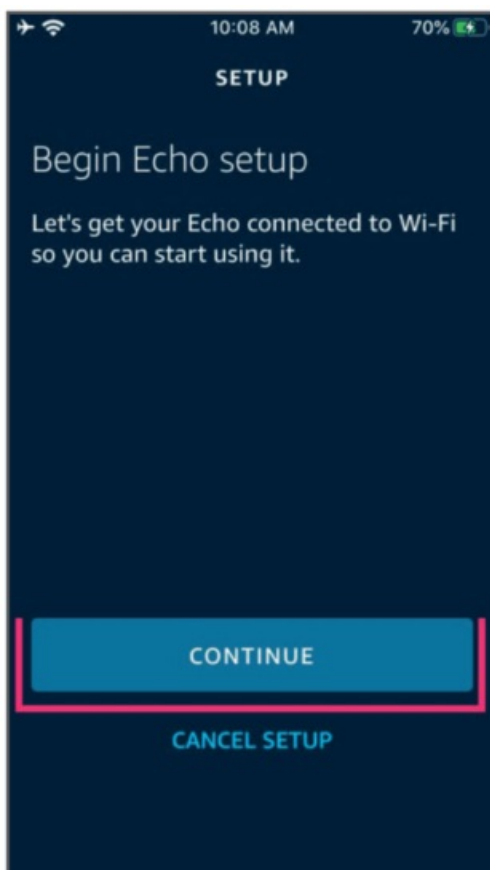 10:08 AM 70%
SETUP
Begin Echo setup
Let's get your Echo connected to Wi-Fi
so you can start using it.
CONTINUE
CANCEL SETUP